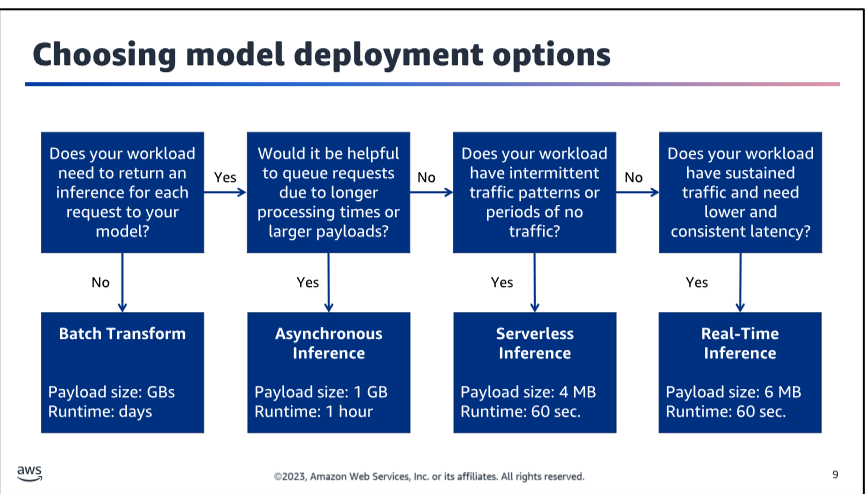 Choosing model deployment options
Does your workload
need to return an
inference for each
request to your
model?
Yes
Would it be helpful
to queue requests
due to longer
processing times or
larger payloads?
No
Does your workload
have intermittent
traffic patterns or
periods of no
traffic?
No
Does your workload
have sustained
traffic and need
lower and
consistent latency?
No
Yes
Yes
Yes
Batch Transform
Payload size: GBs
Runtime: days
Asynchronous
Inference
Payload size: 1 GB
Runtime: 1 hour
Serverless
Inference
Payload size: 4 MB
Runtime: 60 sec.
Real-Time
Inference
Payload size: 6 MB
Runtime: 60 sec.
aws
©2023, Amazon Web Services, Inc. or its affiliates. All rights reserved.
9